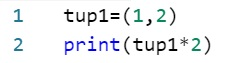 1 tup1=(1,2)
2 print(tup1*2)